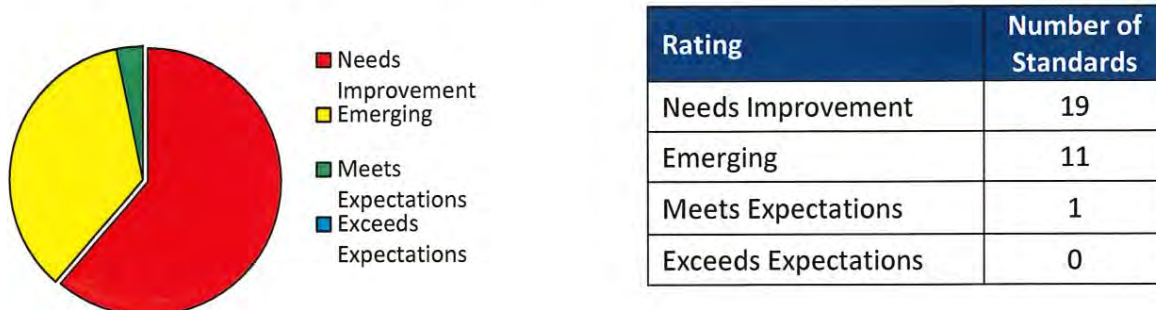 Needs
Improvement
Emerging
Meets
Expectations
Exceeds
Expectations
Rating
Number of
Standards
Needs Improvement 19
Emerging 11
Meets Expectations 1
Exceeds Expectations 0